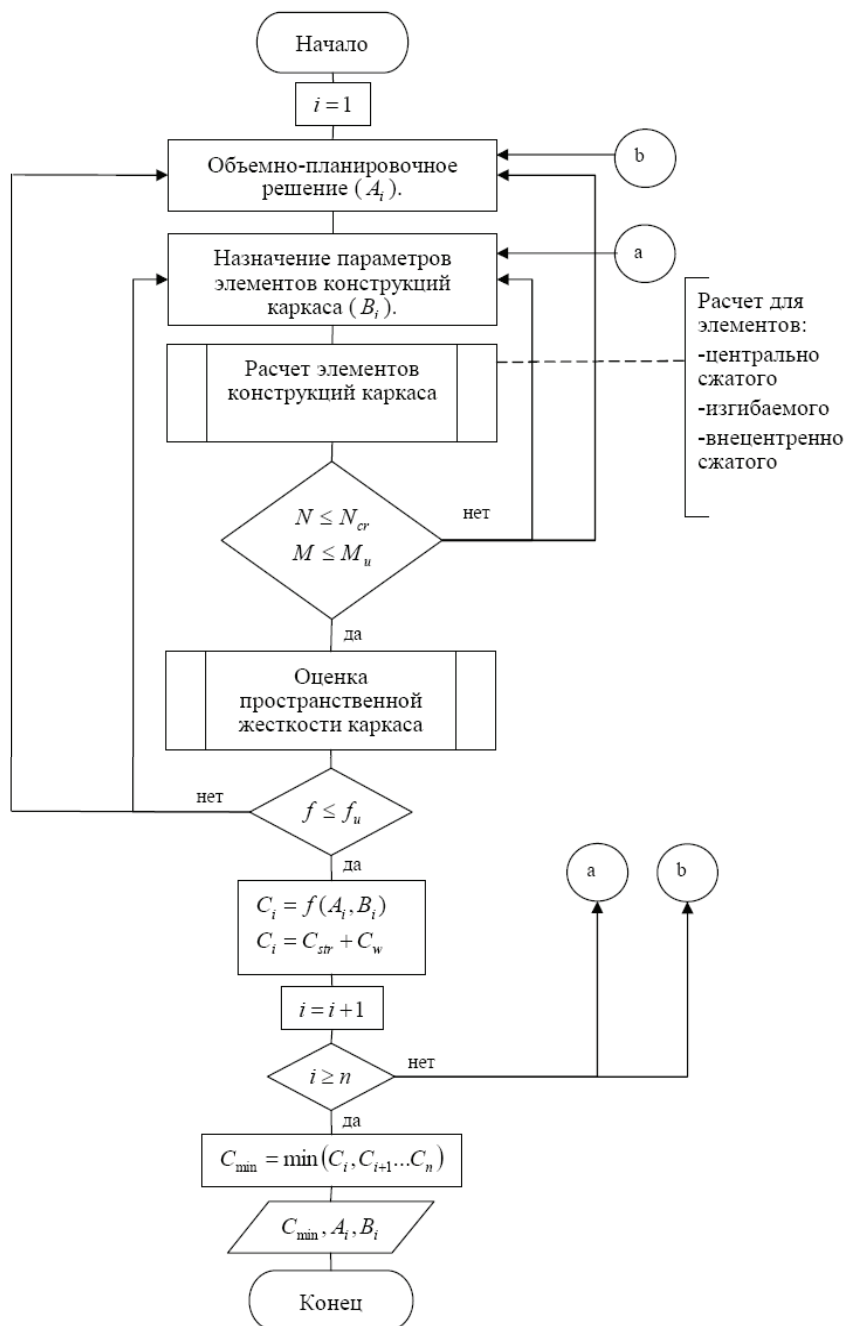 Начало
i = 1
Объемно-планировочное
решение ( A_i ).
b
Назначение параметров
элементов конструкций
каркаса ( B_i ).
a
Расчет элементов
конструкций каркаса
Расчет для
элементов:
-центрально
сжатого
-изгибаемого
-внецентренно
сжатого
N ≤ N_cr
M ≤ M_u
нет
да
Оценка
пространственной
жесткости каркаса
нет
f ≤ f_u
да
a
b
C_i = f(A_i, B_i)
C_i = C_str + C_w
i = i+1
i ≥ n
нет
да
C_min = min(C_i, C_{i+1}...C_n)
C_min, A_i, B_i
Конец